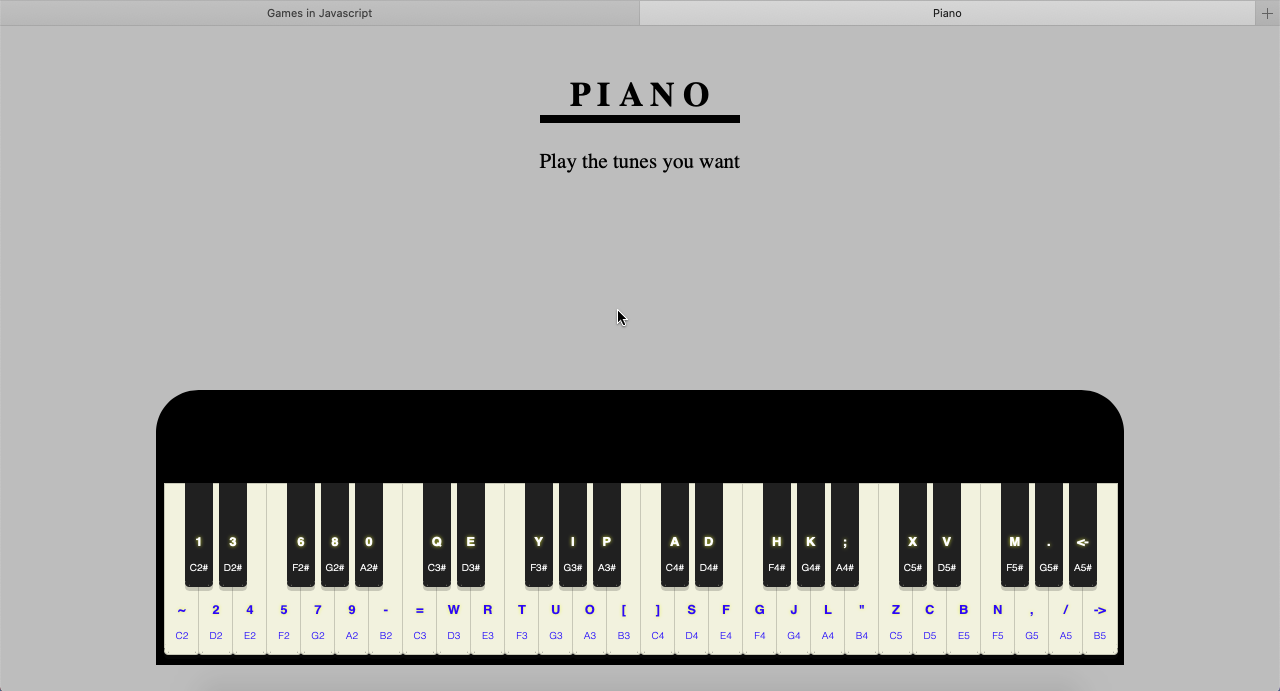 Games in Javascript Piano +
PIANO
Play the tunes you want
1 3 6 8 0 Q E Y I P A D H K ; X V M . <-
C2# D2# F2# G2# A2# C3# D3# F3# G3# A3# C4# D4# F4# G4# A4# C5# D5# F5# G5# A5#
~ 2 4 5 7 9 - = W R T U O [ ] S F G J L " Z C B N , / ->
C2 D2 E2 F2 G2 A2 B2 C3 D3 E3 F3 G3 A3 B3 C4 D4 E4 F4 G4 A4 B4 C5 D5 E5 F5 G5 A5 B5